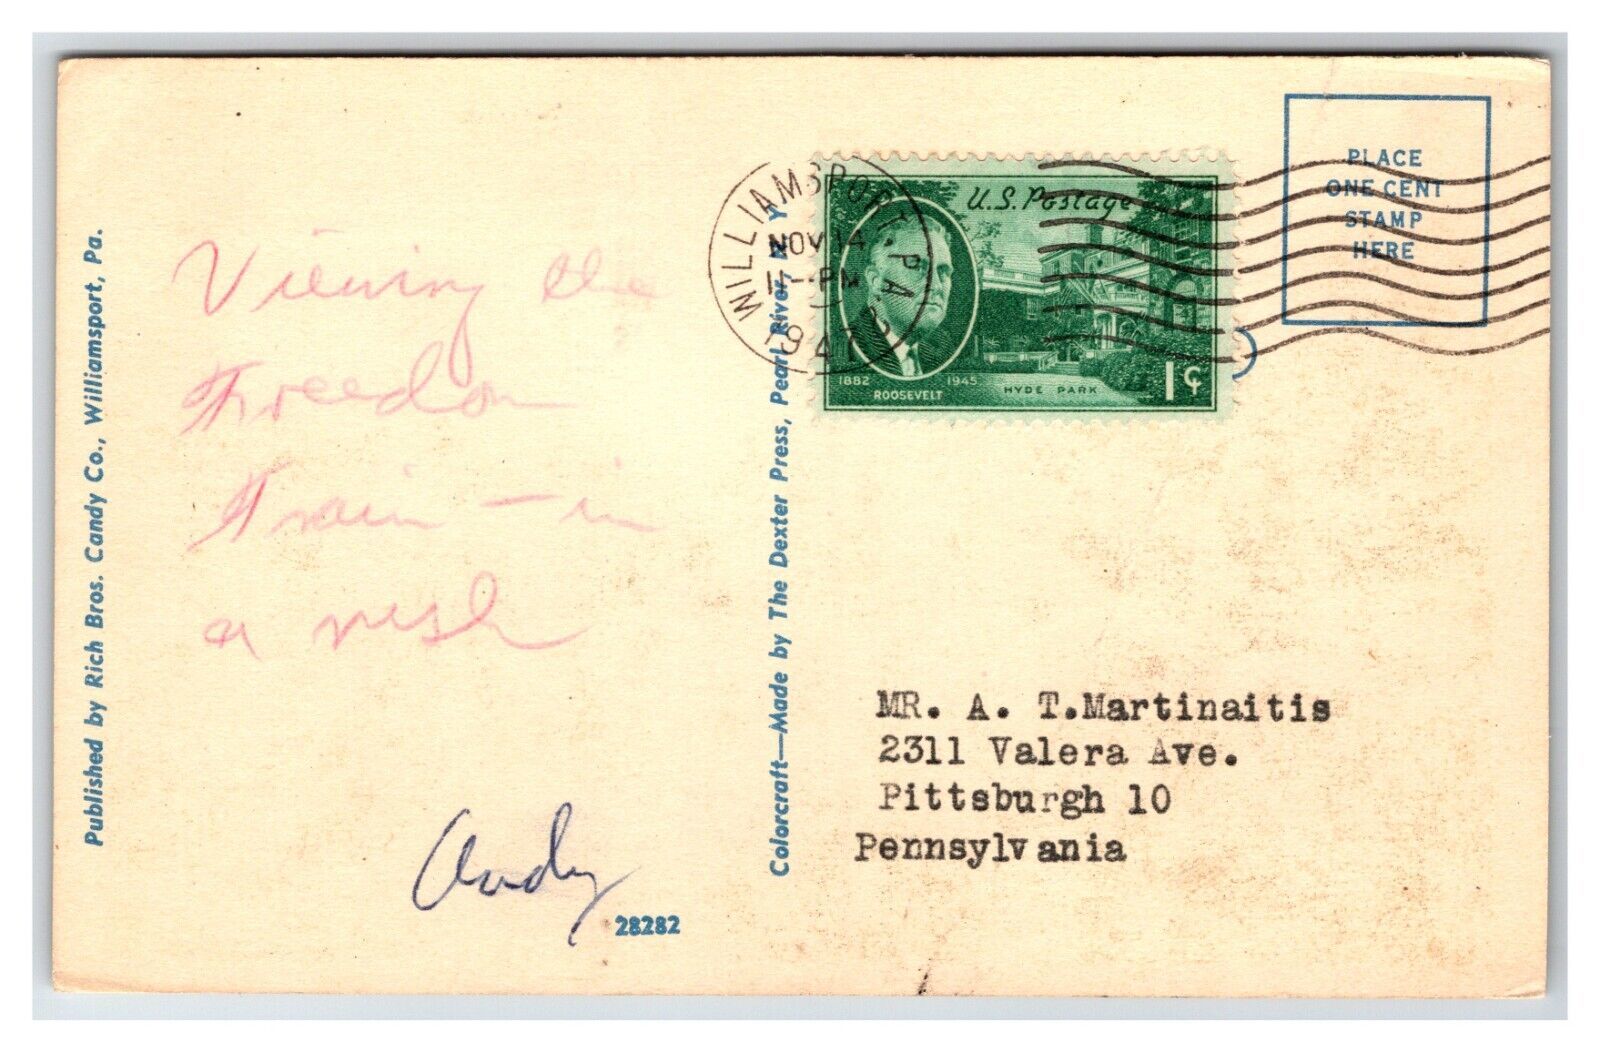 Published by Rich Bros. Candy Co., Williamsport, Pa.
Viewing the
Freedom
Train — in
a rush
Andy
28282
Colorcraft—Made by The Dexter Press, Pearl River, N. Y.
WILLIAMSPORT, PA.
NOV 14
11-PM
1947
U.S. Postage
1882 1945
ROOSEVELT
HYDE PARK
1¢
PLACE
ONE CENT
STAMP
HERE
MR. A. T.Martinaitis
2311 Valera Ave.
Pittsburgh 10
Pennsylvania